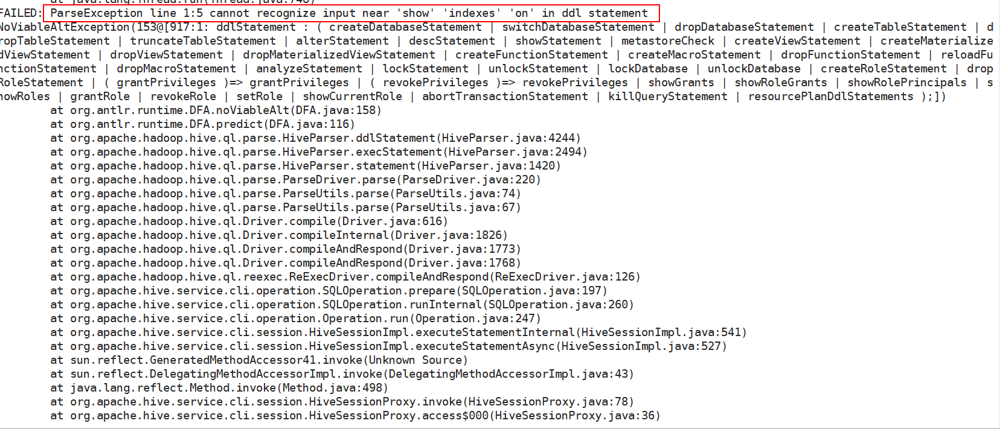 at java.lang.Thread.run(Thread.java:748)
FAILED: ParseException line 1:5 cannot recognize input near 'show' 'indexes' 'on' in ddl statement
NoViableAltException(153@[917:1: ddlStatement : ( createDatabaseStatement | switchDatabaseStatement | dropDatabaseStatement | createTableStatement | d
ropTableStatement | truncateTableStatement | alterStatement | descStatement | showStatement | metastoreCheck | createViewStatement | createMaterialize
dViewStatement | dropViewStatement | dropMaterializedViewStatement | createFunctionStatement | createMacroStatement | dropFunctionStatement | reloadFu
nctionStatement | dropMacroStatement | analyzeStatement | lockStatement | unlockStatement | lockDatabase | unlockDatabase | createRoleStatement | drop
RoleStatement | ( grantPrivileges )=> grantPrivileges | ( revokePrivileges )=> revokePrivileges | showGrants | showRoleGrants | showRolePrincipals | s
howRoles | grantRole | revokeRole | setRole | showCurrentRole | abortTransactionStatement | killQueryStatement | resourcePlanDdlStatements );])
at org.antlr.runtime.DFA.noViableAlt(DFA.java:158)
at org.antlr.runtime.DFA.predict(DFA.java:116)
at org.apache.hadoop.hive.ql.parse.HiveParser.ddlStatement(HiveParser.java:4244)
at org.apache.hadoop.hive.ql.parse.HiveParser.execStatement(HiveParser.java:2494)
at org.apache.hadoop.hive.ql.parse.HiveParser.statement(HiveParser.java:1420)
at org.apache.hadoop.hive.ql.parse.ParseDriver.parse(ParseDriver.java:220)
at org.apache.hadoop.hive.ql.parse.ParseUtils.parse(ParseUtils.java:74)
at org.apache.hadoop.hive.ql.parse.ParseUtils.parse(ParseUtils.java:67)
at org.apache.hadoop.hive.ql.Driver.compile(Driver.java:616)
at org.apache.hadoop.hive.ql.Driver.compileInternal(Driver.java:1826)
at org.apache.hadoop.hive.ql.Driver.compileAndRespond(Driver.java:1773)
at org.apache.hadoop.hive.ql.Driver.compileAndRespond(Driver.java:1768)
at org.apache.hadoop.hive.ql.reexec.ReExecDriver.compileAndRespond(ReExecDriver.java:126)
at org.apache.hive.service.cli.operation.SQLOperation.prepare(SQLOperation.java:197)
at org.apache.hive.service.cli.operation.SQLOperation.runInternal(SQLOperation.java:260)
at org.apache.hive.service.cli.operation.Operation.run(Operation.java:247)
at org.apache.hive.service.cli.session.HiveSessionImpl.executeStatementInternal(HiveSessionImpl.java:541)
at org.apache.hive.service.cli.session.HiveSessionImpl.executeStatementAsync(HiveSessionImpl.java:527)
at sun.reflect.GeneratedMethodAccessor41.invoke(Unknown Source)
at sun.reflect.DelegatingMethodAccessorImpl.invoke(DelegatingMethodAccessorImpl.java:43)
at java.lang.reflect.Method.invoke(Method.java:498)
at org.apache.hive.service.cli.session.HiveSessionProxy.invoke(HiveSessionProxy.java:78)
at org.apache.hive.service.cli.session.HiveSessionProxy.access$000(HiveSessionProxy.java:36)